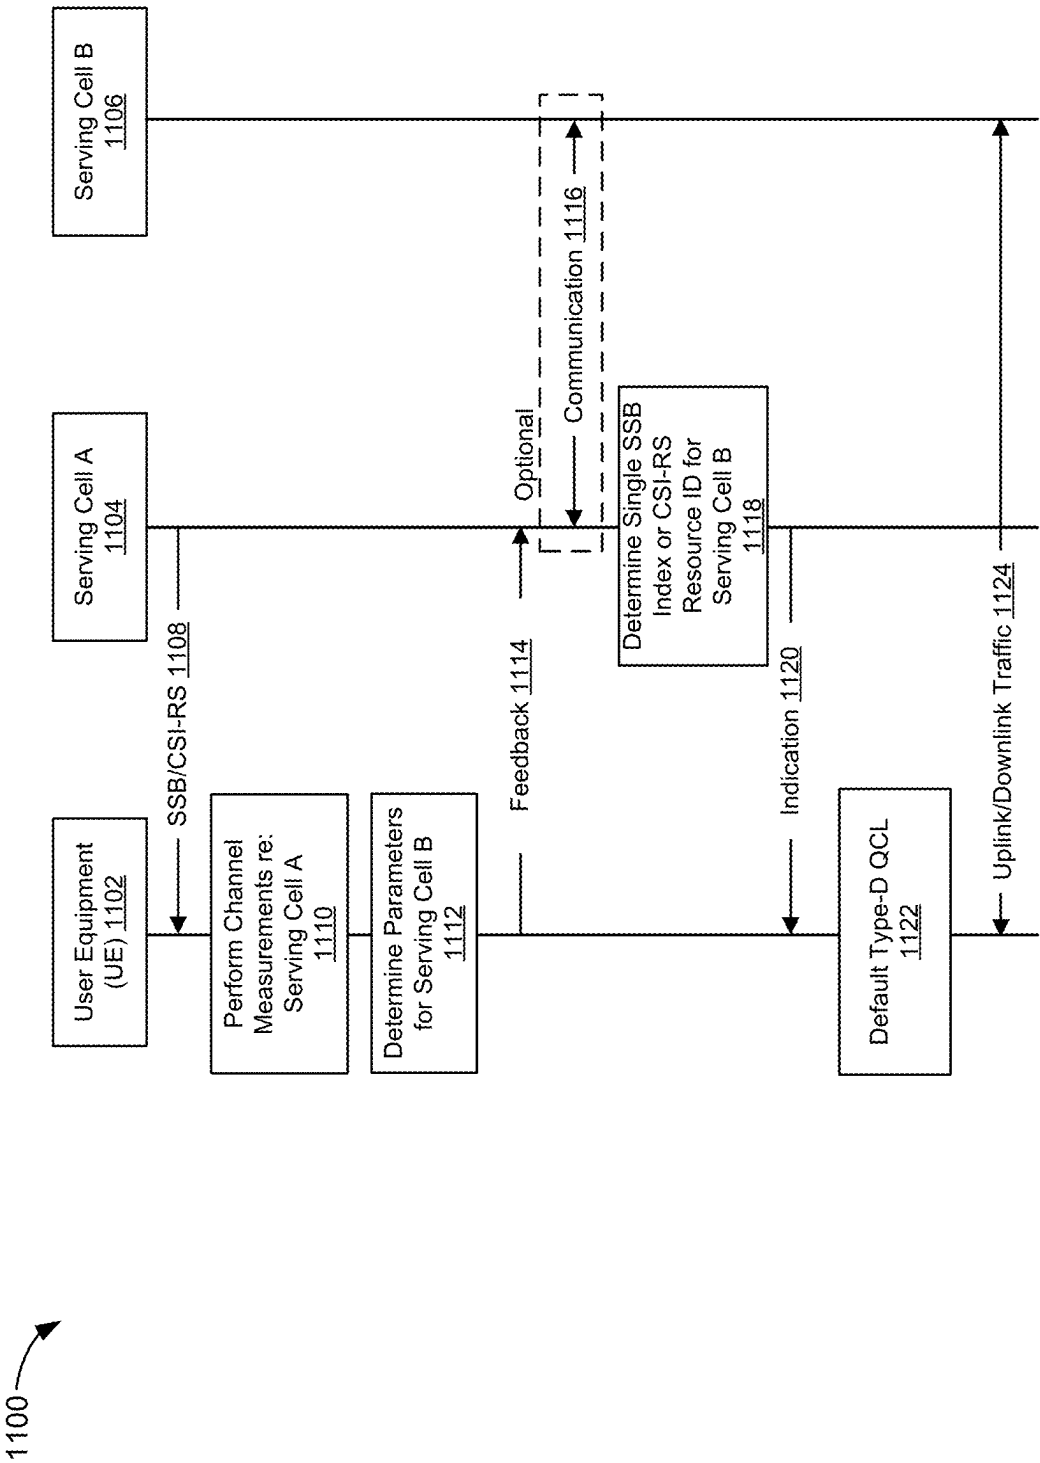 1100
User Equipment
(UE) 1102
Serving Cell A
1104
Serving Cell B
1106
SSB/CSI-RS 1108
Perform Channel
Measurements re:
Serving Cell A
1110
Determine Parameters
for Serving Cell B
1112
Feedback 1114
Optional
Communication 1116
Determine Single SSB
Index or CSI-RS
Resource ID for
Serving Cell B
1118
Indication 1120
Default Type-D QCL
1122
Uplink/Downlink Traffic 1124